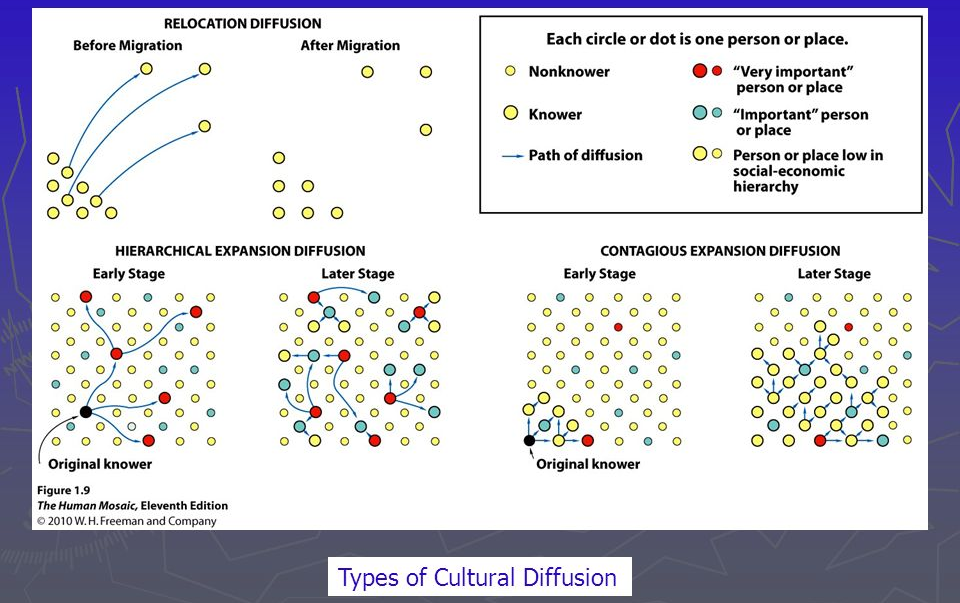 RELOCATION DIFFUSION
Before Migration
After Migration
Each circle or dot is one person or place.
Nonknower
Knower
Path of diffusion
“Very important”
person or place
“Important” person
or place
Person or place low in
social-economic
hierarchy
HIERARCHICAL EXPANSION DIFFUSION
Early Stage
Later Stage
Original knower
CONTAGIOUS EXPANSION DIFFUSION
Early Stage
Later Stage
Original knower
Figure 1.9
The Human Mosaic, Eleventh Edition
© 2010 W. H. Freeman and Company
Types of Cultural Diffusion